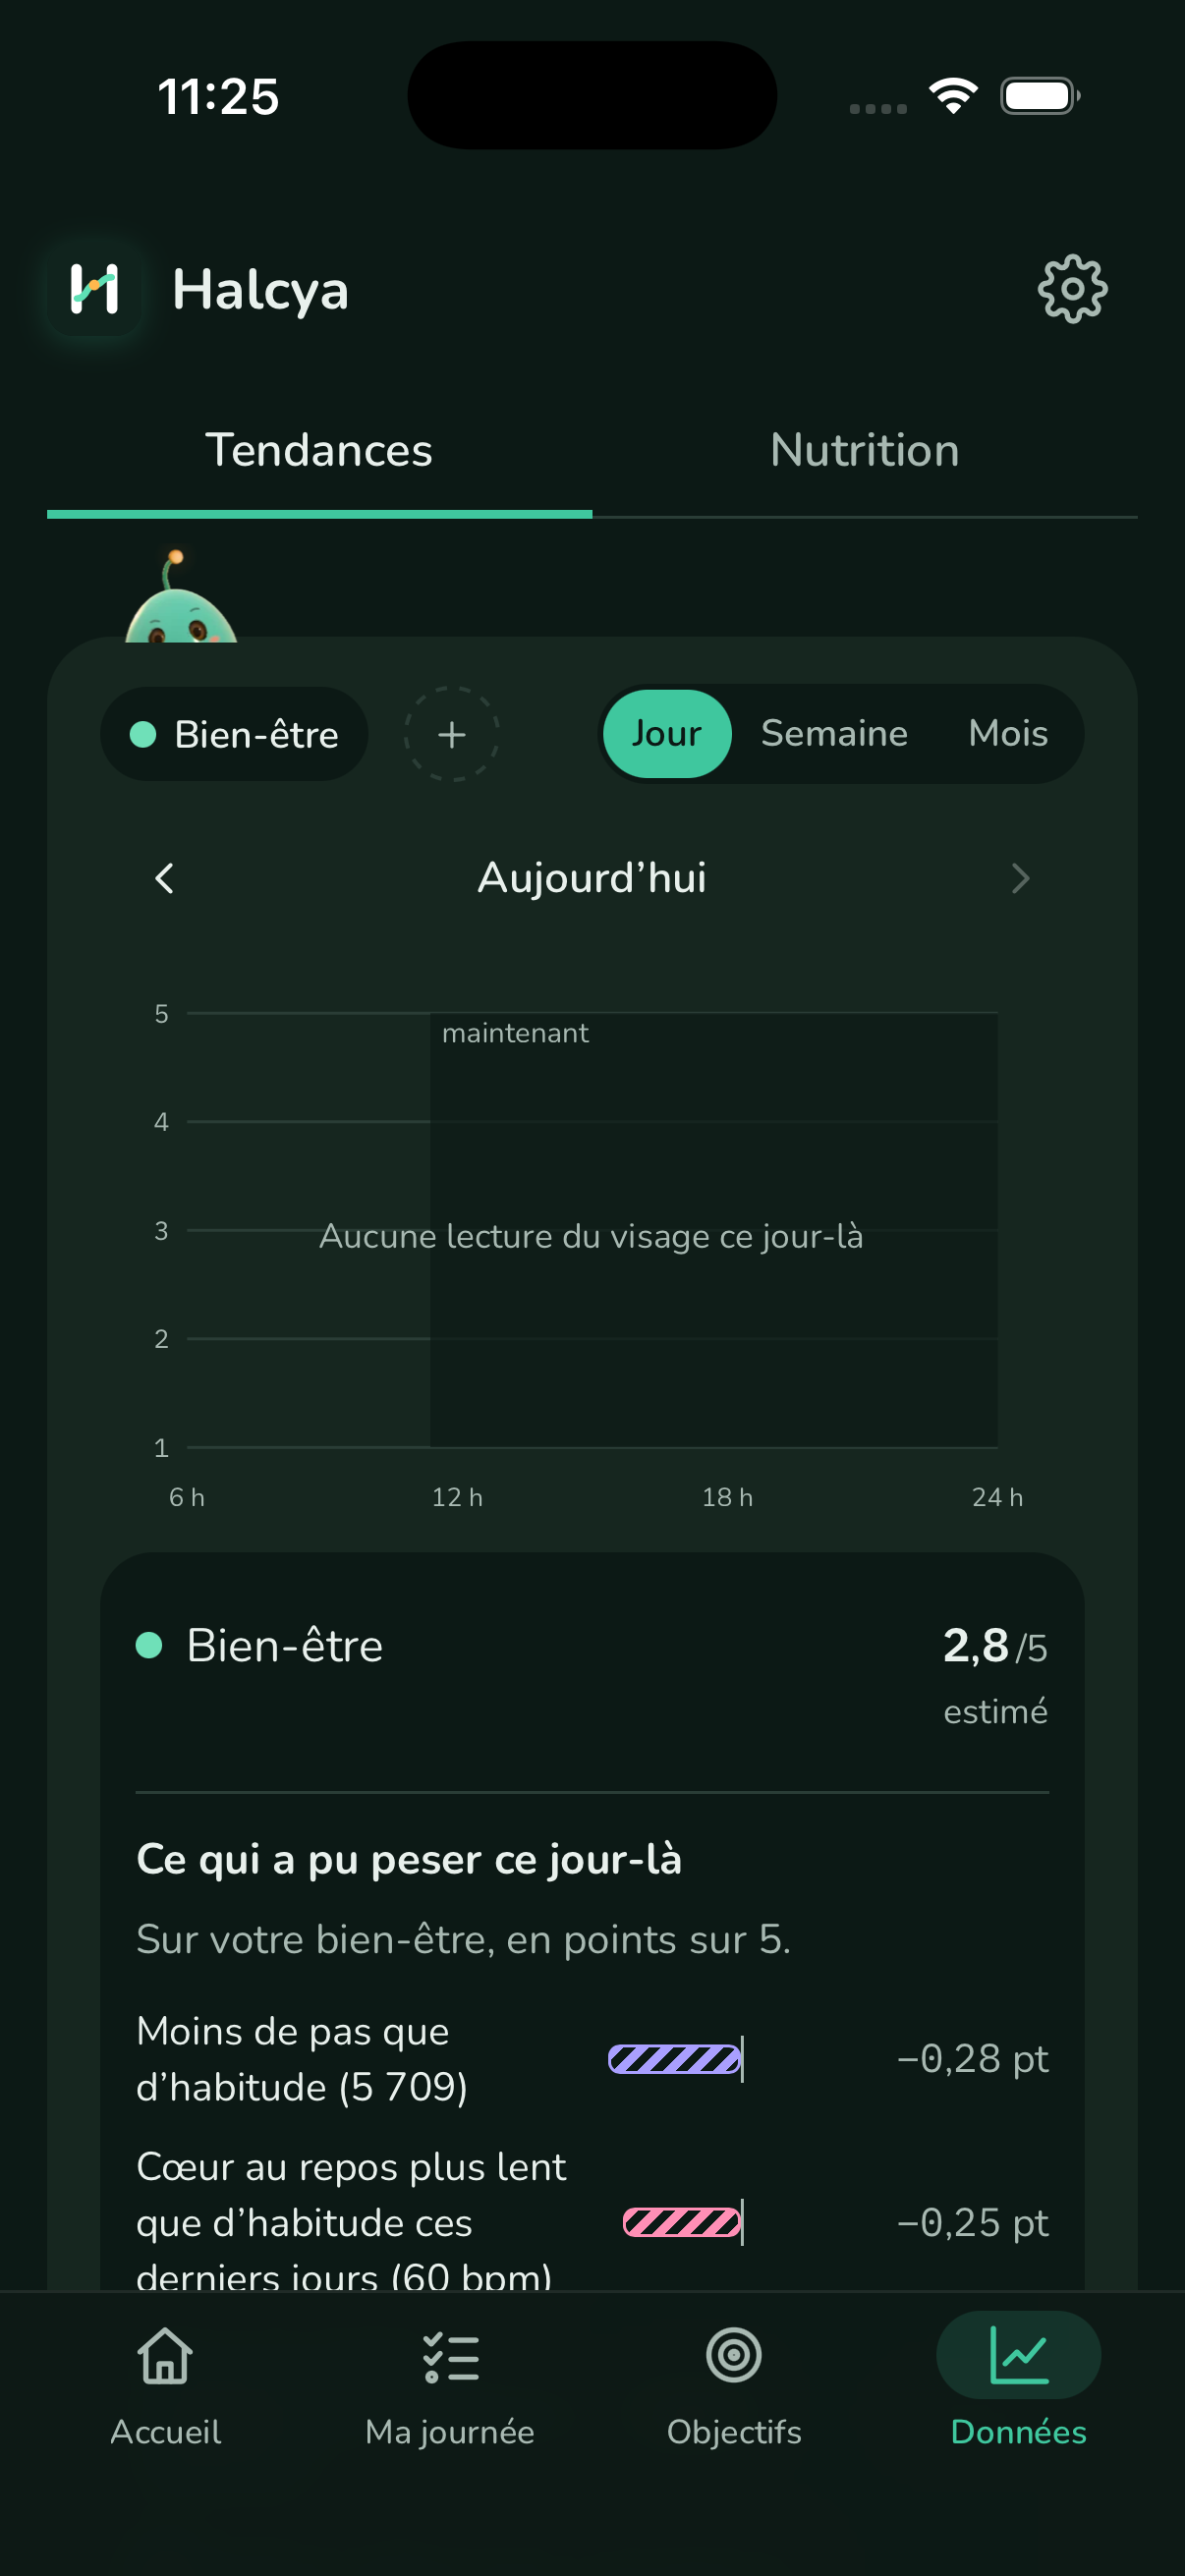 11:25
Halcya
Tendances
Nutrition
Bien-être
+
Jour
Semaine
Mois
Aujourd’hui
5
maintenant
4
3
Aucune lecture du visage ce jour-là
2
1
6 h
12 h
18 h
24 h
Bien-être
2,8 /5
estimé
Ce qui a pu peser ce jour-là
Sur votre bien-être, en points sur 5.
Moins de pas que
d’habitude (5 709)
−0,28 pt
Cœur au repos plus lent
que d’habitude ces
derniers jours (60 bpm)
−0,25 pt
Accueil
Ma journée
Objectifs
Données